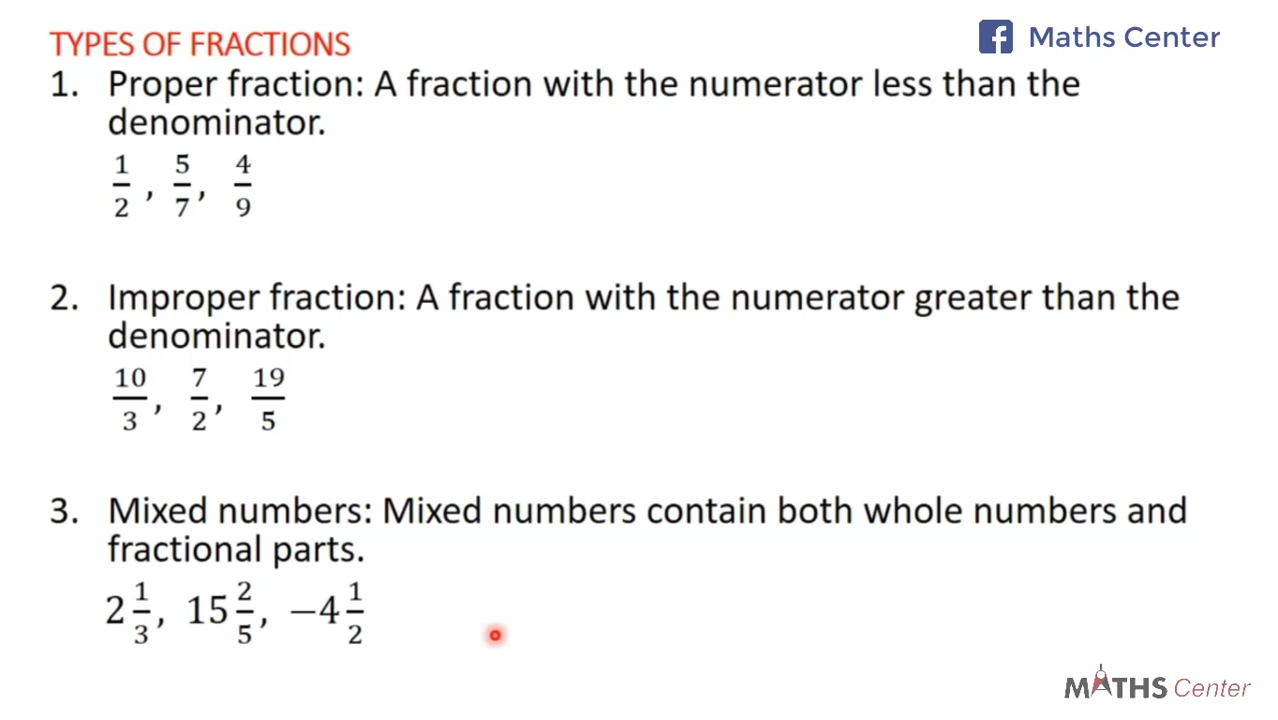 TYPES OF FRACTIONS
Maths Center
1. Proper fraction: A fraction with the numerator less than the
denominator.
1/2 , 5/7, 4/9
2. Improper fraction: A fraction with the numerator greater than the
denominator.
10/3, 7/2, 19/5
3. Mixed numbers: Mixed numbers contain both whole numbers and
fractional parts.
2 1/3, 15 2/5, −4 1/2
MATHS Center